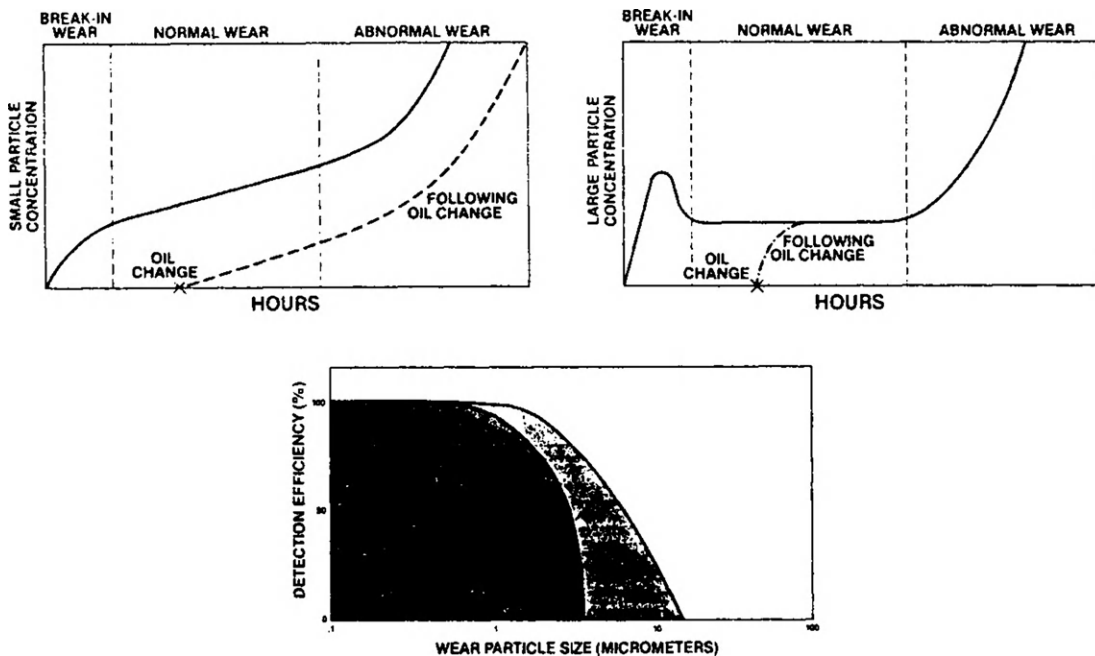 BREAK-IN
WEAR
NORMAL WEAR
ABNORMAL WEAR
SMALL PARTICLE
CONCENTRATION
OIL
CHANGE
FOLLOWING
OIL CHANGE
HOURS
BREAK-IN
WEAR
NORMAL WEAR
ABNORMAL WEAR
LARGE PARTICLE
CONCENTRATION
OIL
CHANGE
FOLLOWING
OIL CHANGE
HOURS
DETECTION EFFICIENCY (%)
100
50
0
.1
1
10
100
WEAR PARTICLE SIZE (MICROMETERS)